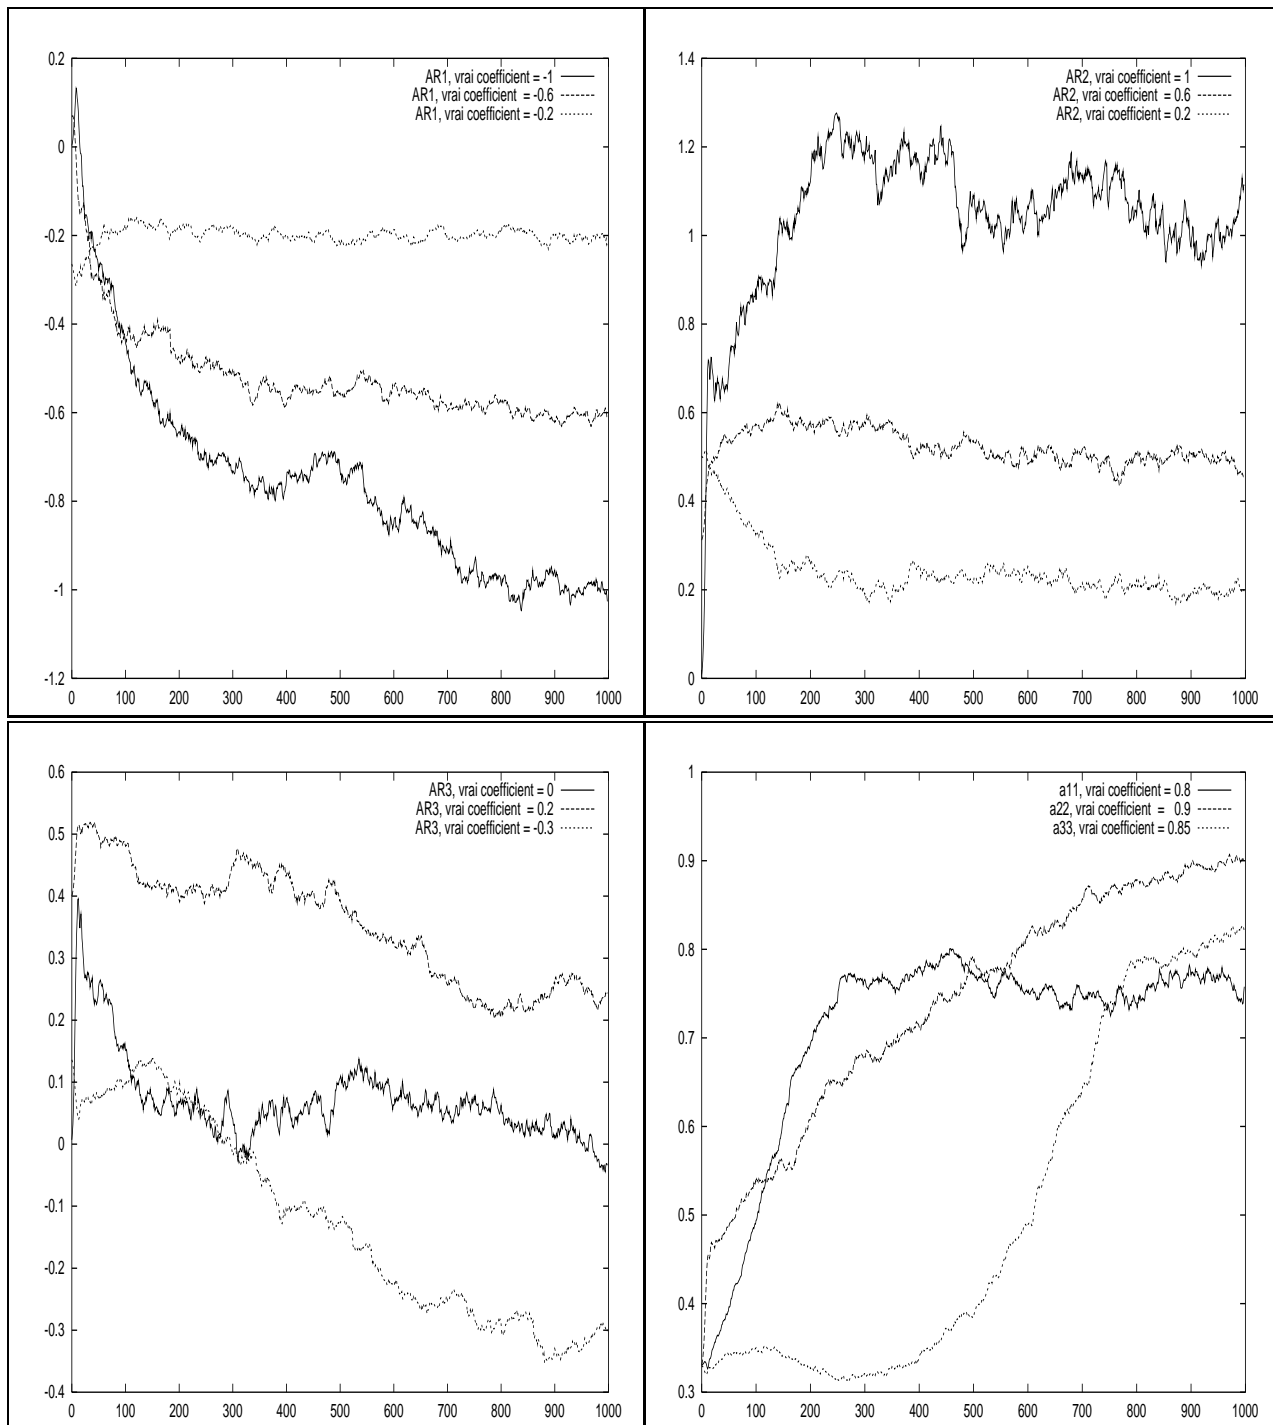 0.2
0
-0.2
-0.4
-0.6
-0.8
-1
-1.2
0 100 200 300 400 500 600 700 800 900 1000
AR1, vrai coefficient = -1
AR1, vrai coefficient = -0.6
AR1, vrai coefficient = -0.2
1.4
1.2
1
0.8
0.6
0.4
0.2
0
0 100 200 300 400 500 600 700 800 900 1000
AR2, vrai coefficient = 1
AR2, vrai coefficient = 0.6
AR2, vrai coefficient = 0.2
0.6
0.5
0.4
0.3
0.2
0.1
0
-0.1
-0.2
-0.3
-0.4
0 100 200 300 400 500 600 700 800 900 1000
AR3, vrai coefficient = 0
AR3, vrai coefficient = 0.2
AR3, vrai coefficient = -0.3
1
0.9
0.8
0.7
0.6
0.5
0.4
0.3
0 100 200 300 400 500 600 700 800 900 1000
a11, vrai coefficient = 0.8
a22, vrai coefficient = 0.9
a33, vrai coefficient = 0.85